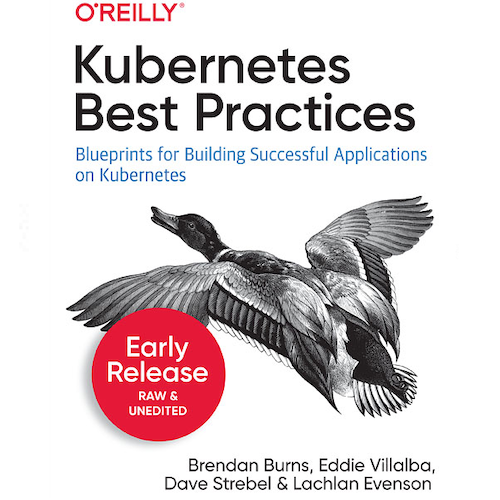 O'REILLY®
Kubernetes
Best Practices
Blueprints for Building Successful Applications
on Kubernetes
Early
Release
RAW &
UNEDITED
Brendan Burns, Eddie Villalba,
Dave Strebel & Lachlan Evenson